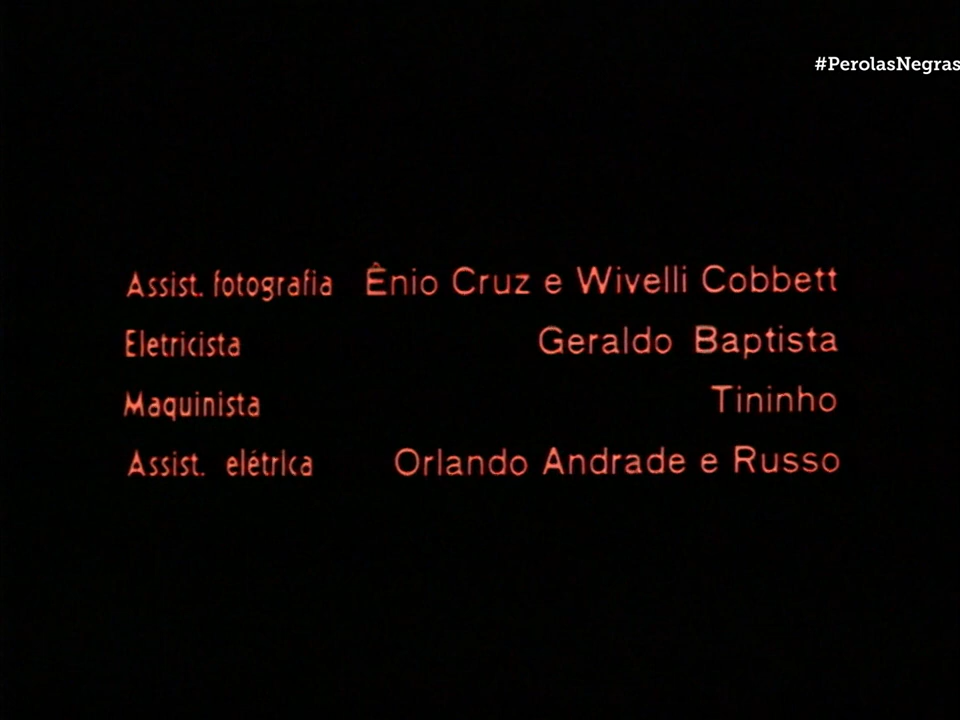 #PerolasNegras
Assist. fotografia Ênio Cruz e Wivelli Cobbett
Eletricista Geraldo Baptista
Maquinista Tininho
Assist. elétrica Orlando Andrade e Russo